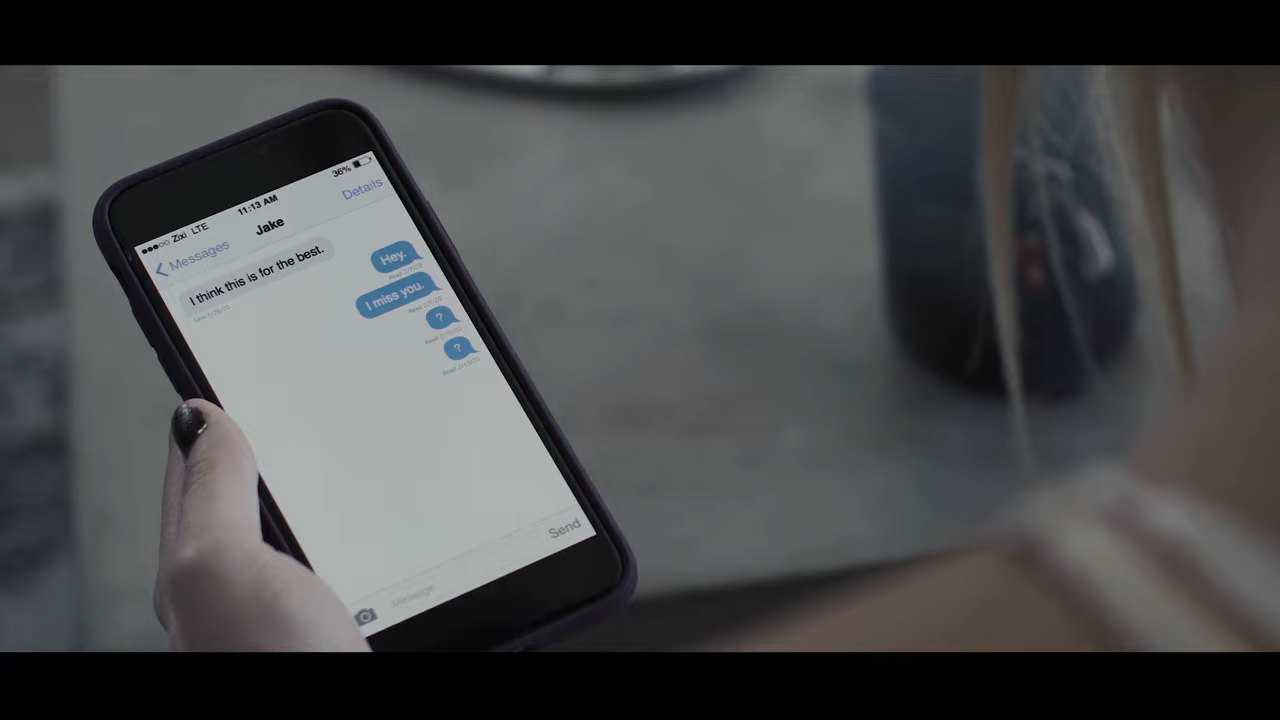 36%
11:13 AM
Zixi LTE
Messages
Jake
Details
I think this is for the best.
Hey.
I miss you.
?
?
Message
Send